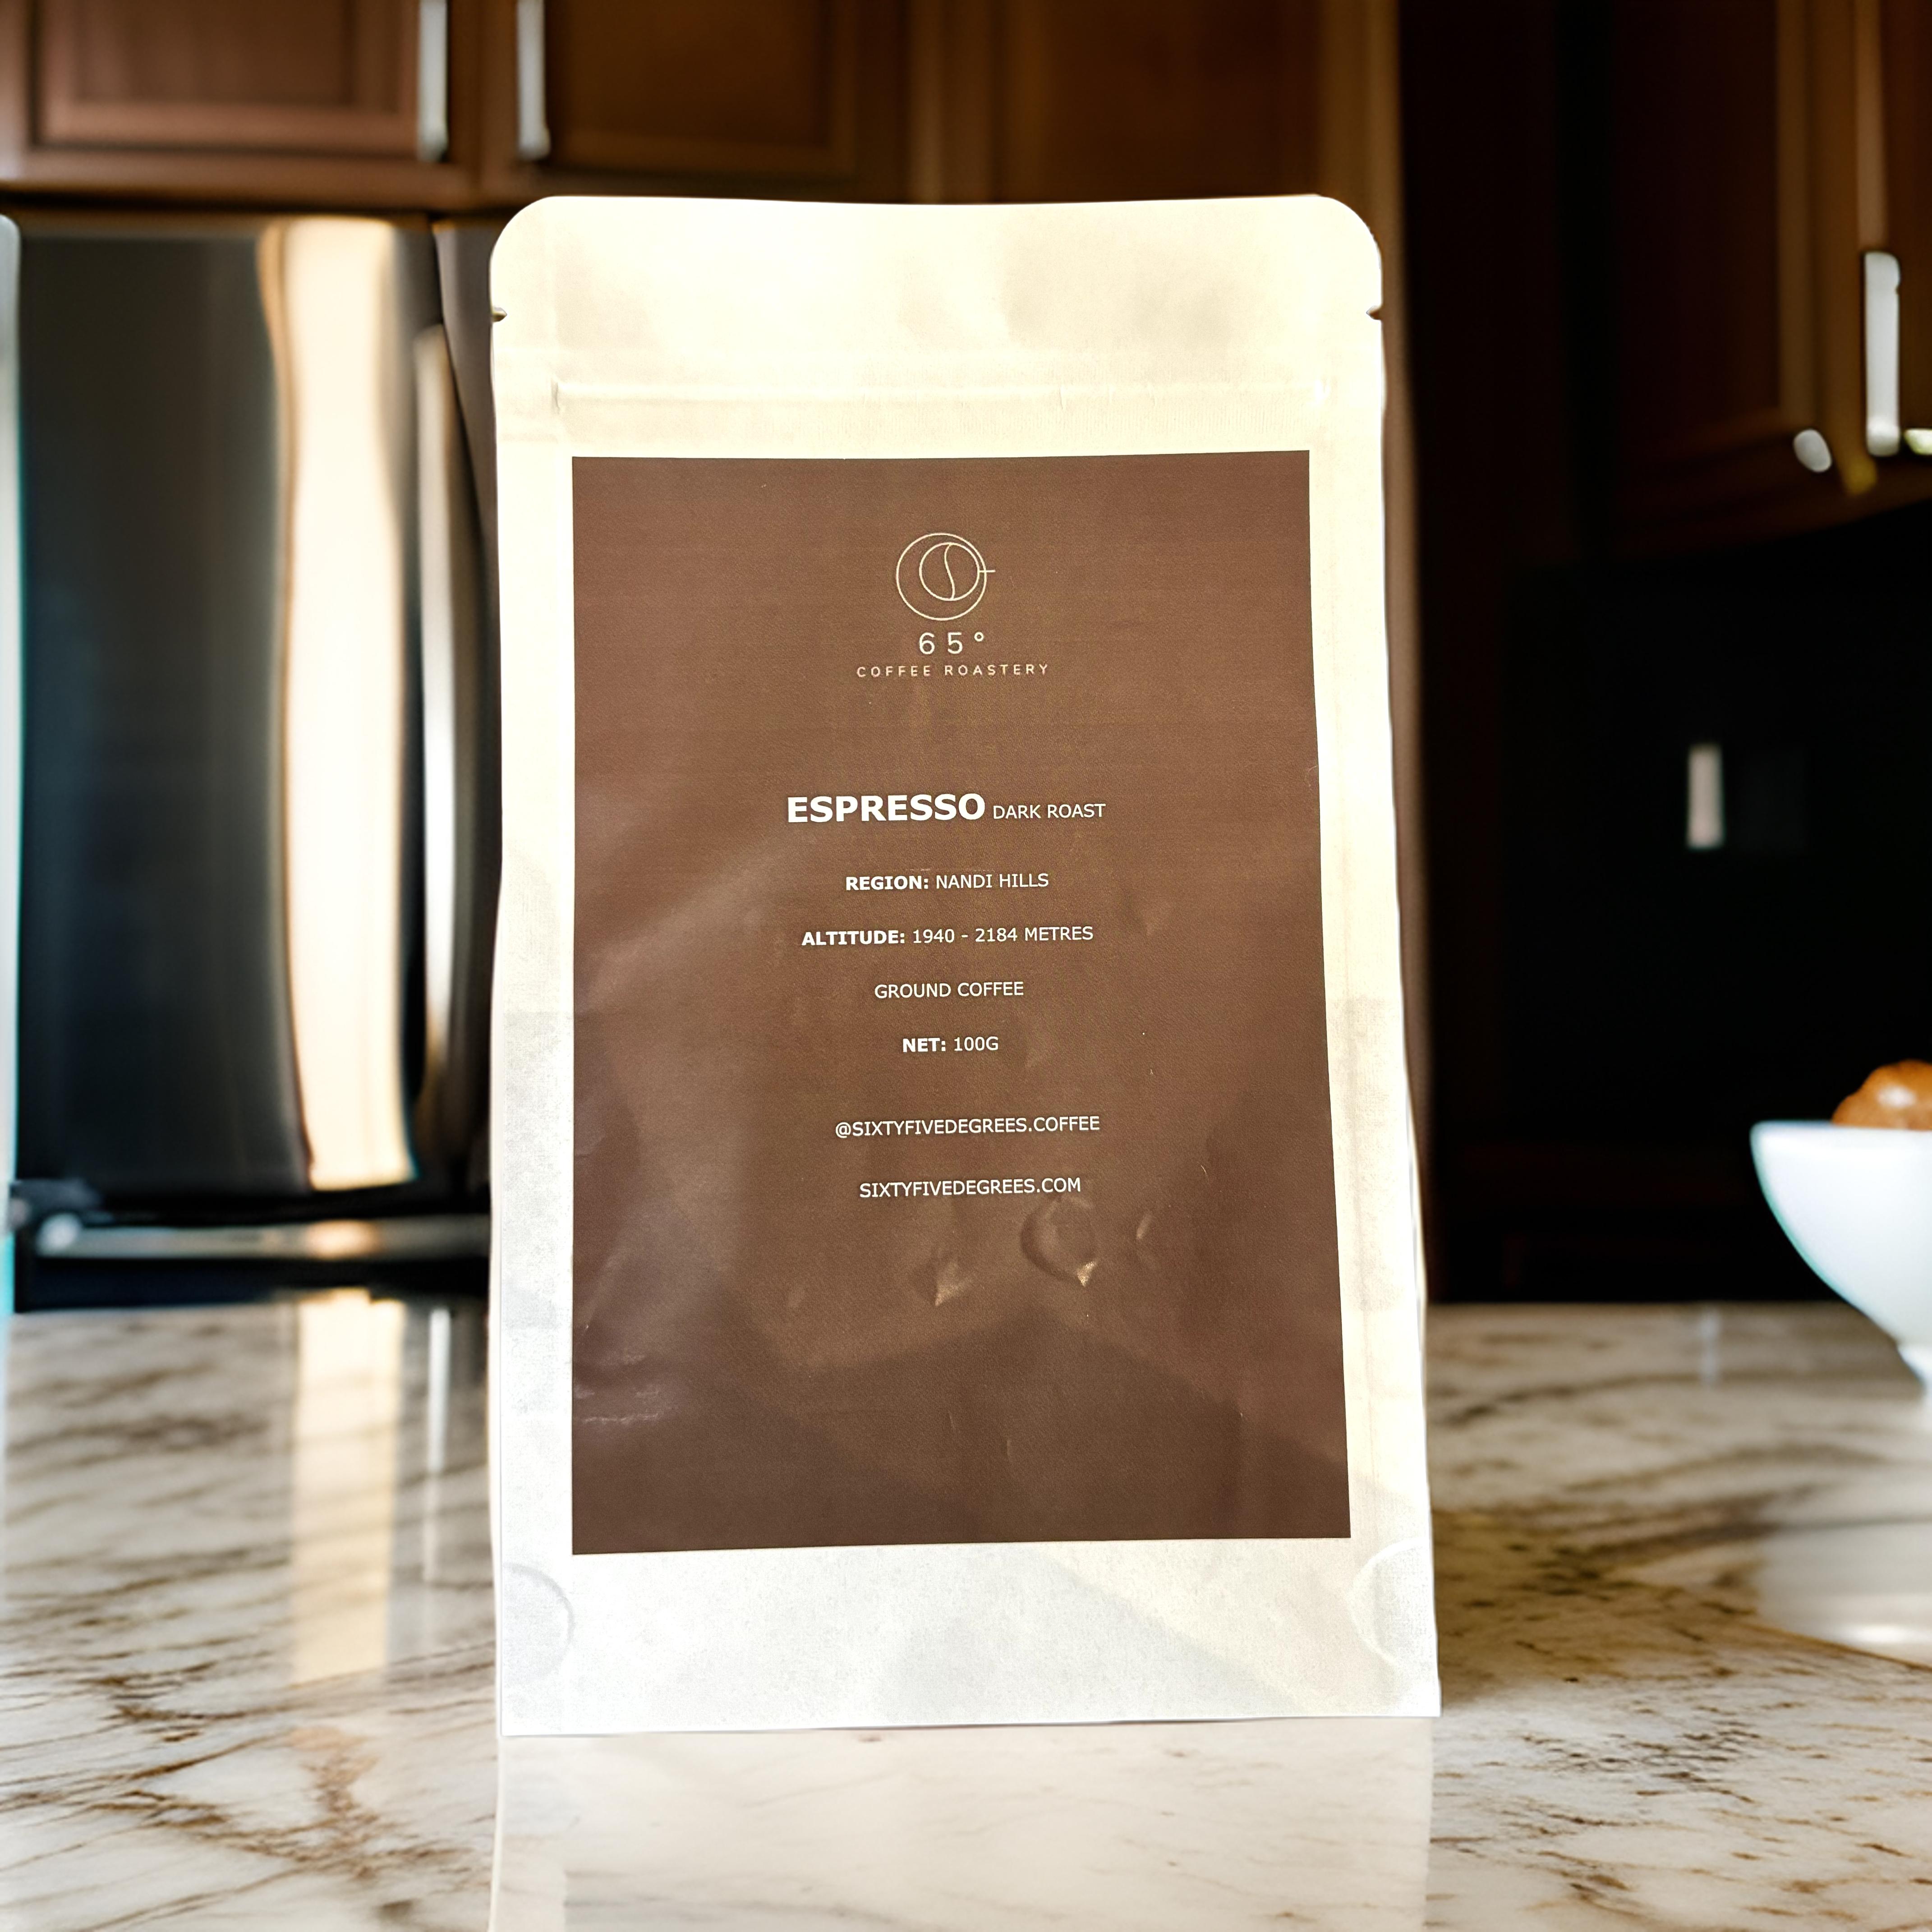 65°
COFFEE ROASTERY
ESPRESSO DARK ROAST
REGION: NANDI HILLS
ALTITUDE: 1940 - 2184 METRES
GROUND COFFEE
NET: 100G
@SIXTYFIVEDEGREES.COFFEE
SIXTYFIVEDEGREES.COM